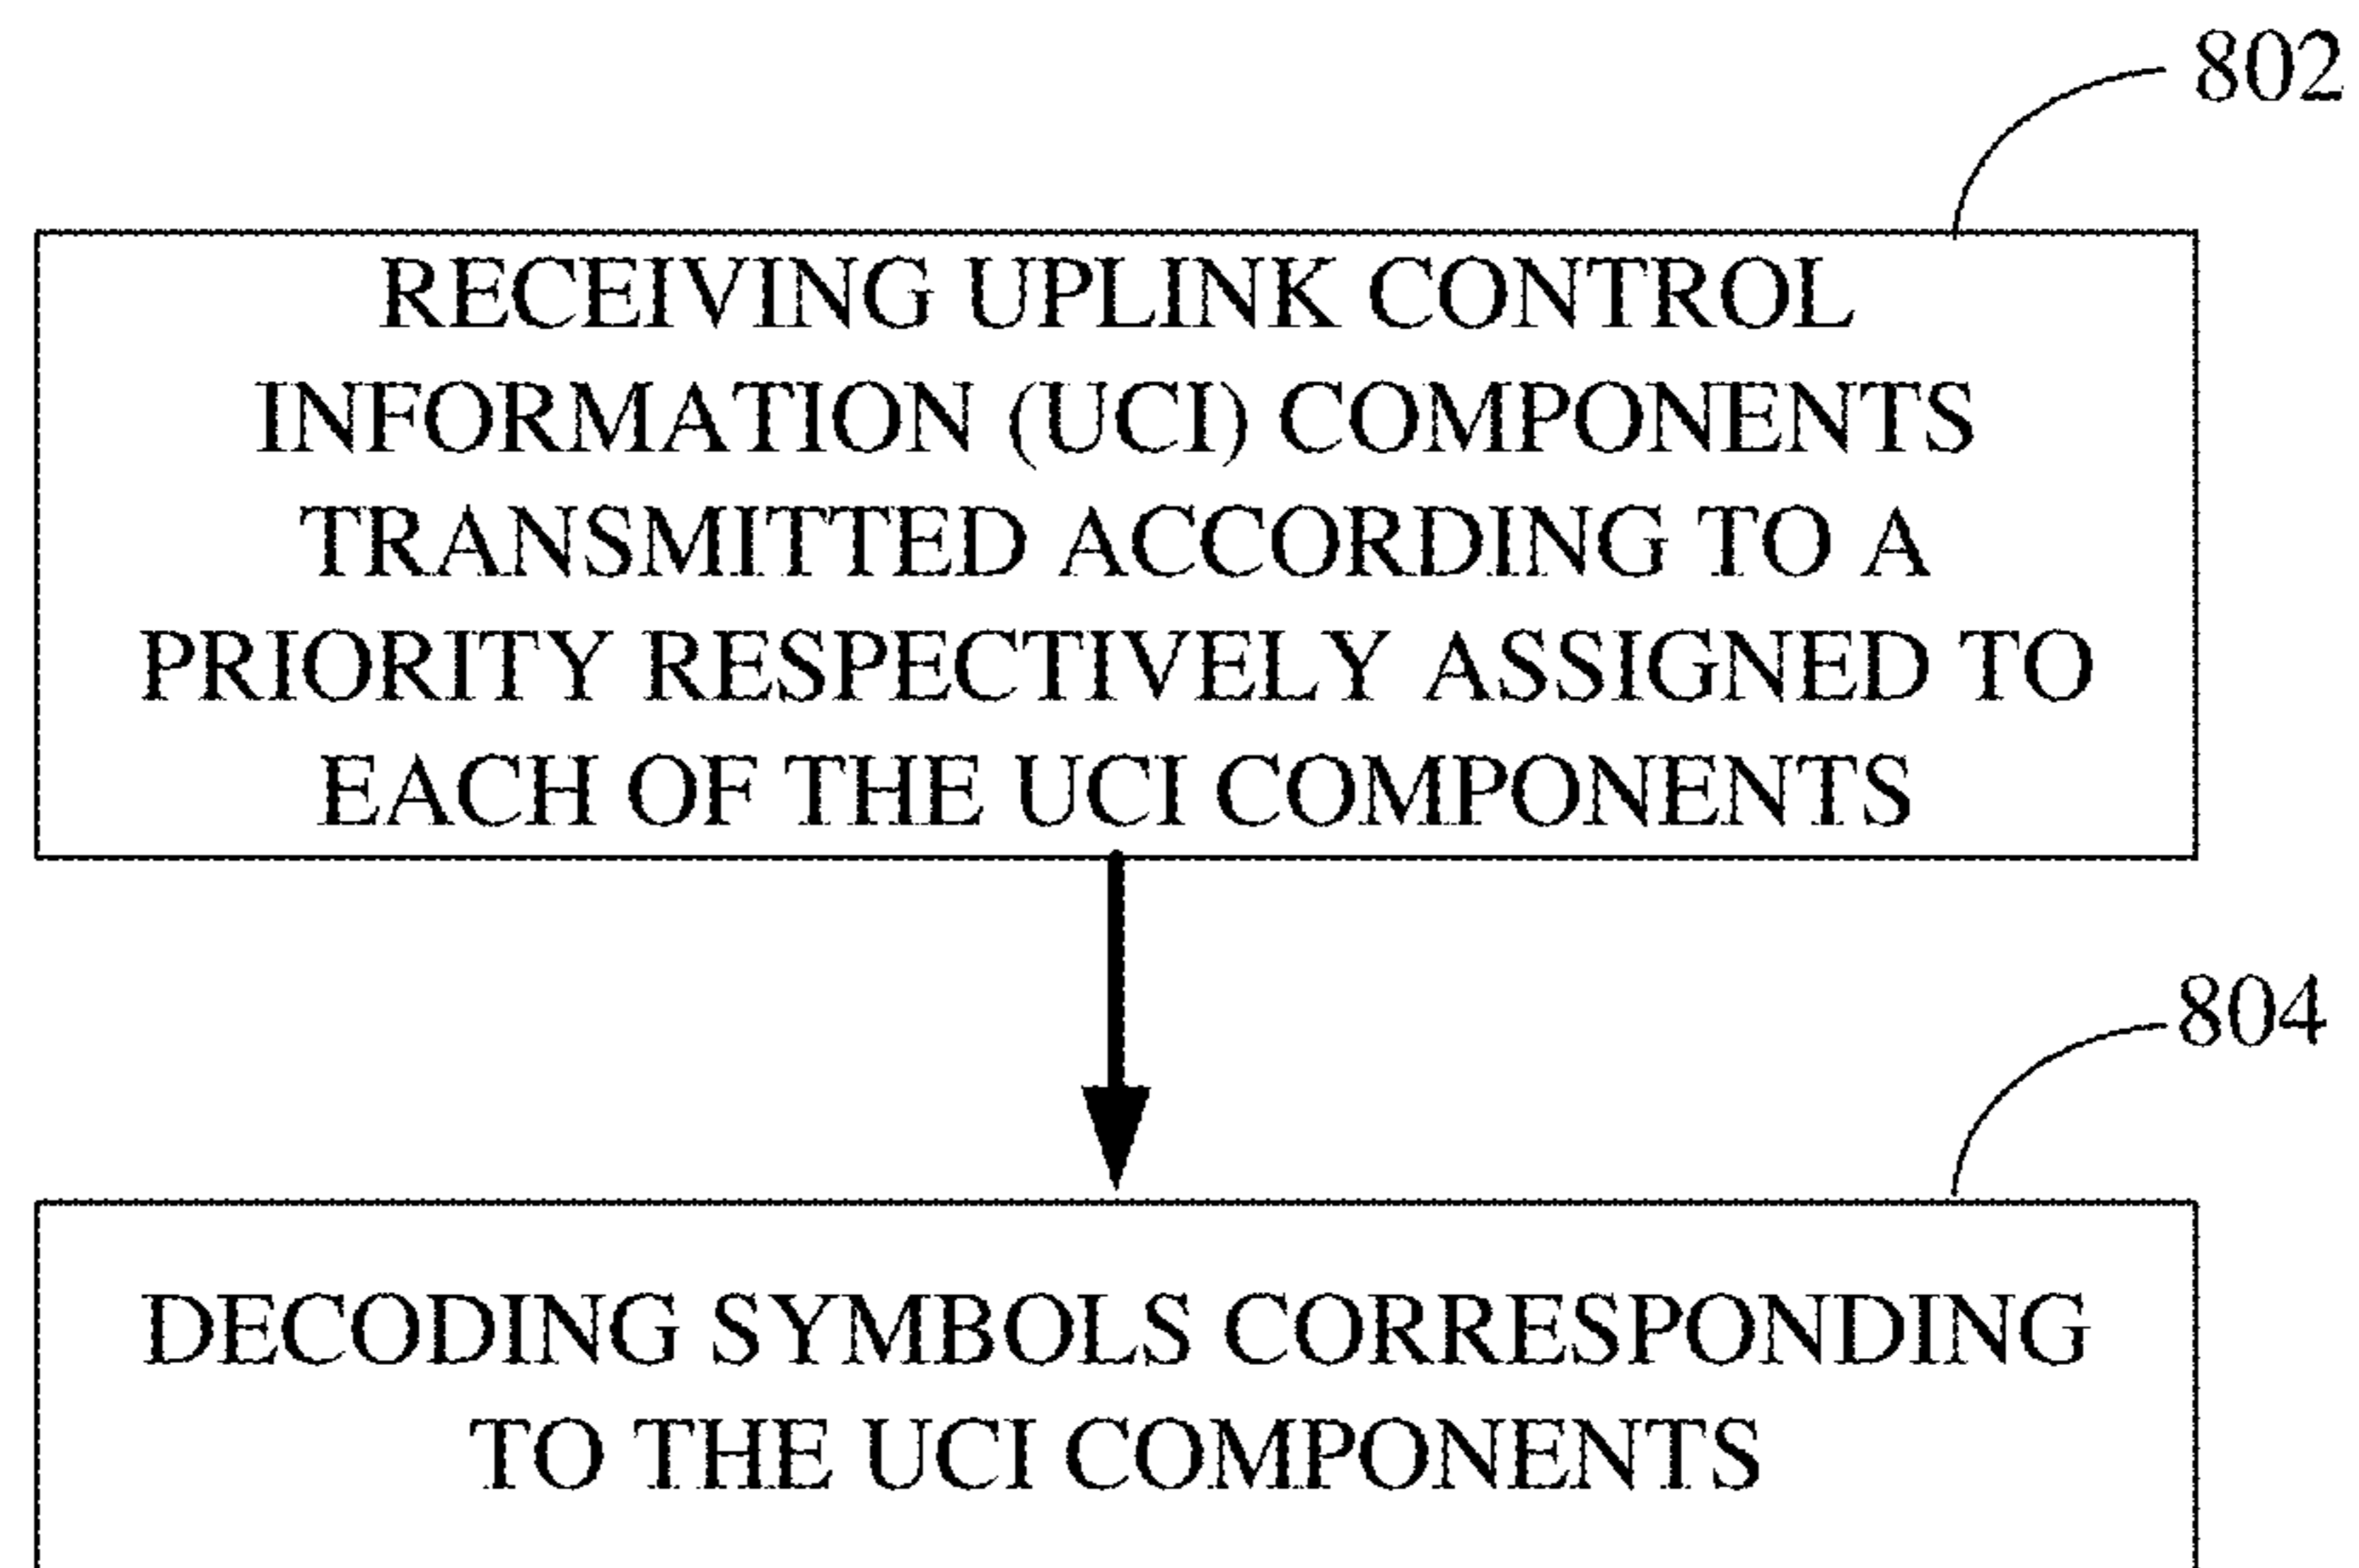 802
RECEIVING UPLINK CONTROL
INFORMATION (UCI) COMPONENTS
TRANSMITTED ACCORDING TO A
PRIORITY RESPECTIVELY ASSIGNED TO
EACH OF THE UCI COMPONENTS
804
DECODING SYMBOLS CORRESPONDING
TO THE UCI COMPONENTS